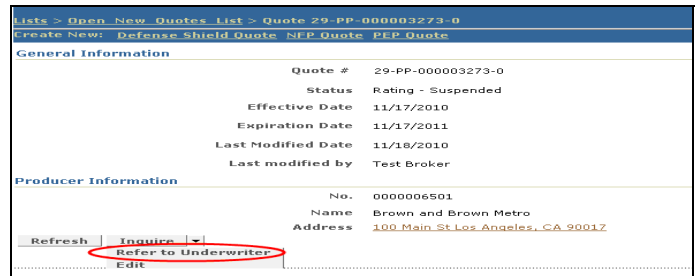 Lists > Open New Quotes List > Quote 29-PP-000003273-0
Create New: Defense Shield Quote NFP Quote PEP Quote
General Information
Quote # 29-PP-000003273-0
Status Rating - Suspended
Effective Date 11/17/2010
Expiration Date 11/17/2011
Last Modified Date 11/18/2010
Last modified by Test Broker
Producer Information
No. 0000006501
Name Brown and Brown Metro
Address 100 Main St Los Angeles, CA 90017
Refresh Inquire
Refer to Underwriter
Edit